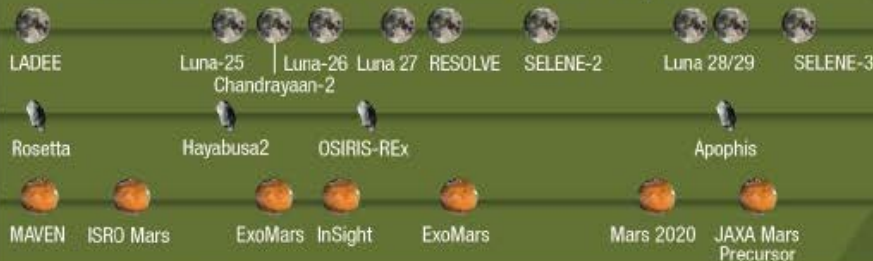 LADEE Luna-25 Luna-26 Luna 27 RESOLVE SELENE-2 Luna 28/29 SELENE-3
Chandrayaan-2
Rosetta Hayabusa2 OSIRIS-REx Apophis
MAVEN ISRO Mars ExoMars InSight ExoMars Mars 2020 JAXA Mars
Precursor